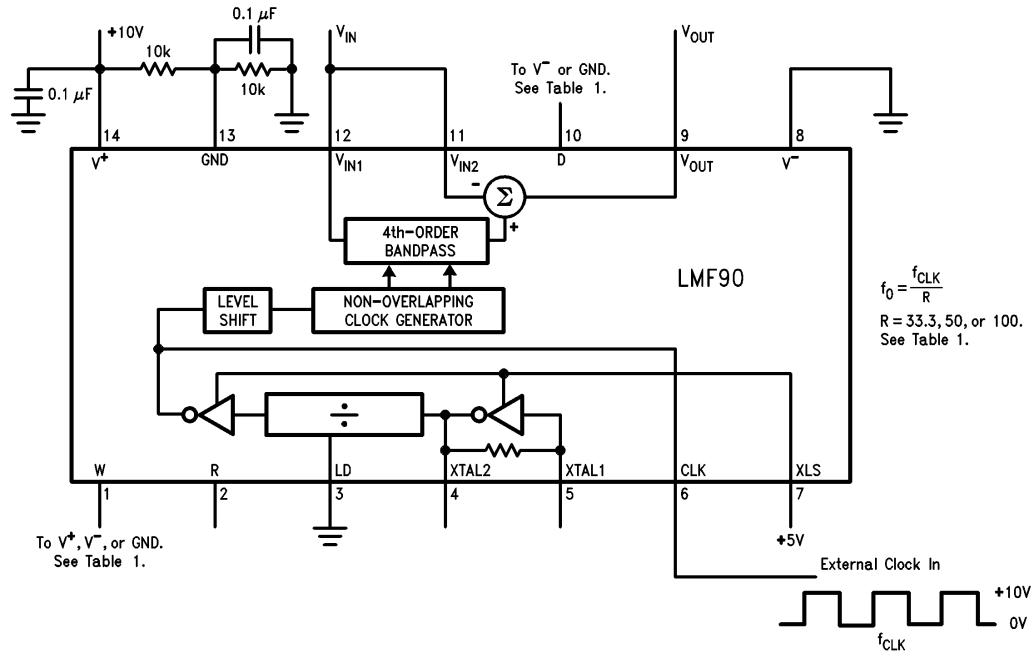 +10V
0.1 μF
V_IN
V_OUT
10k
10k
0.1 μF
To V⁻ or GND.
See Table 1.
14
13
12
11
10
9
8
V⁺
GND
V_IN1
V_IN2
D
V_OUT
V⁻
-
Σ
+
4th-ORDER
BANDPASS
LMF90
f_O = f_CLK / R
R = 33.3, 50, or 100.
See Table 1.
LEVEL
SHIFT
NON-OVERLAPPING
CLOCK GENERATOR
÷
W
R
LD
XTAL2
XTAL1
CLK
XLS
1
2
3
4
5
6
7
To V⁺, V⁻, or GND.
See Table 1.
+5V
External Clock In
+10V
0V
f_CLK